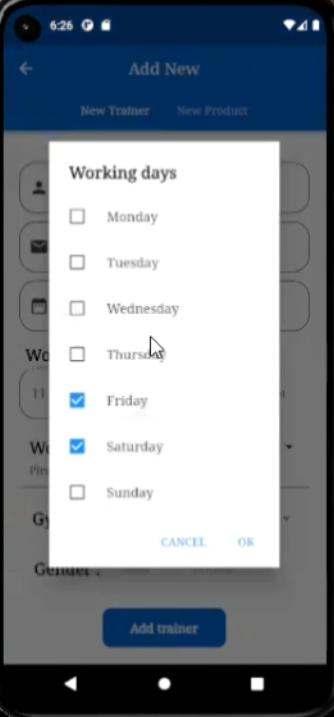 6:26
Add New
New Trainer New Product
Working days
Monday
Tuesday
Wednesday
Thursday
Friday
Saturday
Sunday
CANCEL OK
Gender :
Add trainer